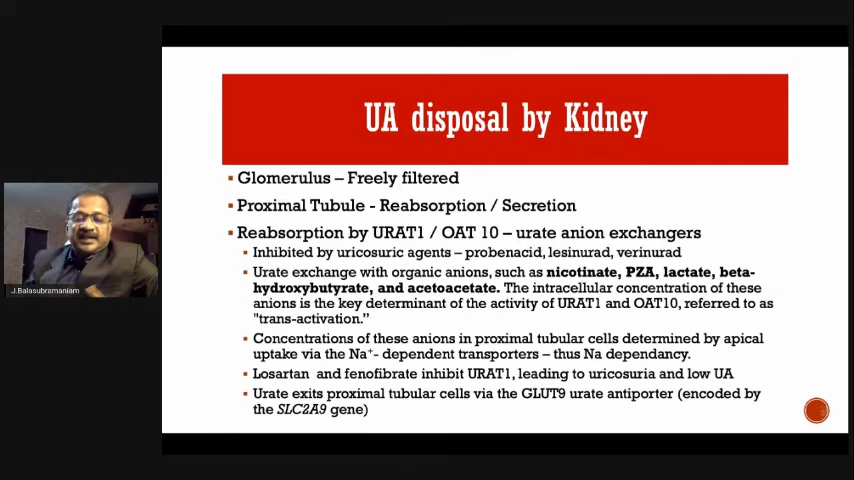 UA disposal by Kidney
Glomerulus – Freely filtered
Proximal Tubule - Reabsorption / Secretion
Reabsorption by URAT1 / OAT 10 – urate anion exchangers
Inhibited by uricosuric agents – probenacid, lesinurad, verinurad
Urate exchange with organic anions, such as nicotinate, PZA, lactate, beta-
hydroxybutyrate, and acetoacetate. The intracellular concentration of these
anions is the key determinant of the activity of URAT1 and OAT10, referred to as
"trans-activation."
Concentrations of these anions in proximal tubular cells determined by apical
uptake via the Na+- dependent transporters – thus Na dependancy.
Losartan and fenofibrate inhibit URAT1, leading to uricosuria and low UA
Urate exits proximal tubular cells via the GLUT9 urate antiporter (encoded by
the SLC2A9 gene)
J.Balasubramaniam